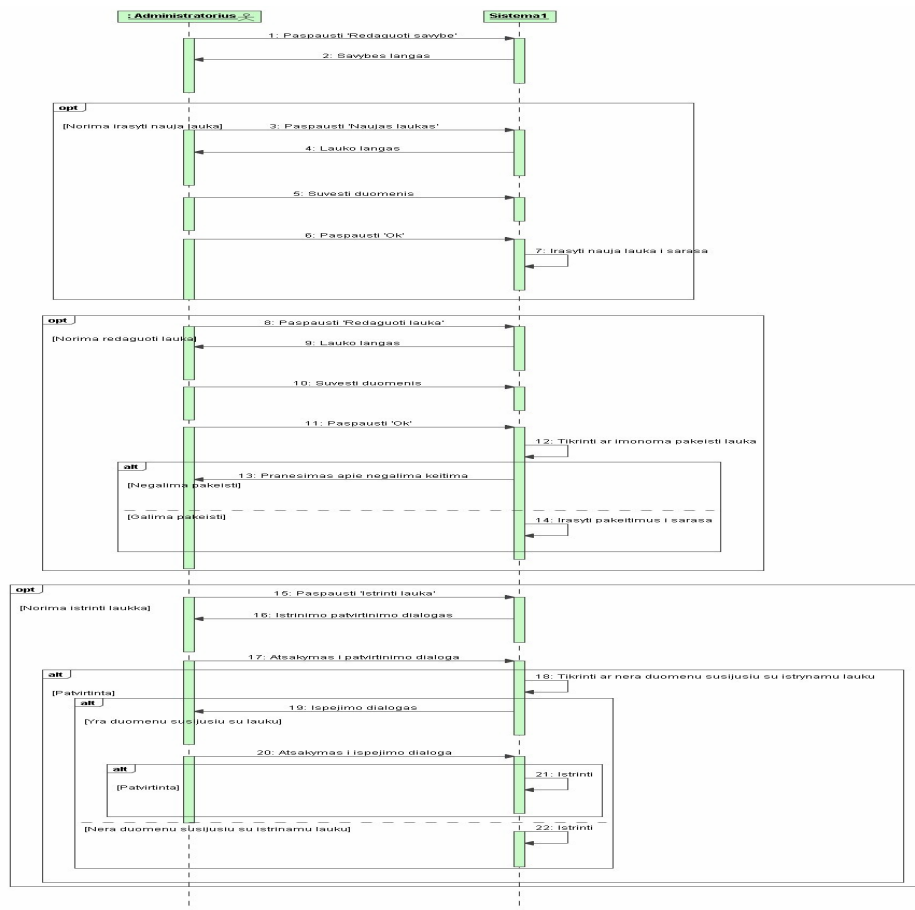 : Administratorius
Sistema1
1: Paspausti 'Redaguoti savybe'
2: Savybes langas
opt
[Norima irasyti nauja lauka]
3: Paspausti 'Naujas laukas'
4: Lauko langas
5: Suvesti duomenis
6: Paspausti 'Ok'
7: Irasyti nauja lauka i sarasa
opt
8: Paspausti 'Redaguoti lauka'
[Norima redaguoti lauka]
9: Lauko langas
10: Suvesti duomenis
11: Paspausti 'Ok'
12: Tikrinti ar imonoma pakeisti lauka
alt
13: Pranesimas apie negalima keitima
[Negalima pakeisti]
[Galima pakeisti]
14: Irasyti pakeitimus i sarasa
opt
15: Paspausti 'Istrinti lauka'
[Norima istrinti laukka]
16: Istrinimo patvirtinimo dialogas
17: Atsakymas i patvirtinimo dialoga
alt
18: Tikrinti ar nera duomenu susijusiu su istrynamu lauku
[Patvirtinta]
alt
19: Ispejimo dialogas
[Yra duomenu susijusiu su lauku]
20: Atsakymas i ispejimo dialoga
alt
21: Istrinti
[Patvirtinta]
[Nera duomenu susijusiu su istrinamu lauku]
22: Istrinti